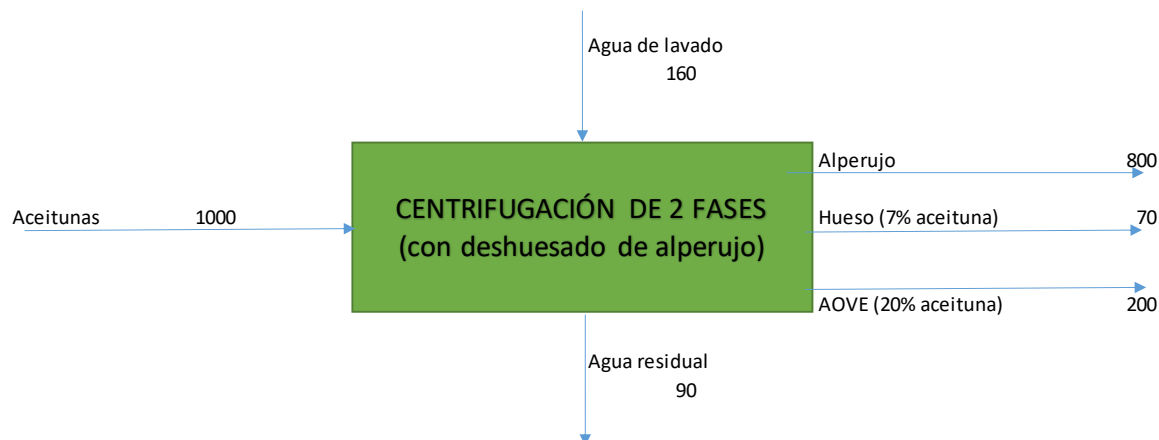 Agua de lavado
160
Aceitunas 1000
CENTRIFUGACIÓN DE 2 FASES
(con deshuesado de alperujo)
Alperujo 800
Hueso (7% aceituna) 70
AOVE (20% aceituna) 200
Agua residual
90